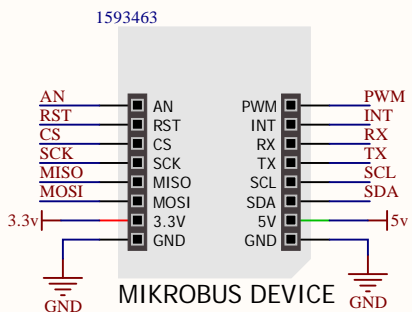 1593463
AN AN PWM PWM
RST RST INT INT
CS CS RX RX
SCK SCK TX TX
MISO MISO SCL SCL
MOSI MOSI SDA SDA
3.3v 3.3V 5V 5v
GND GND
GND MIKROBUS DEVICE GND